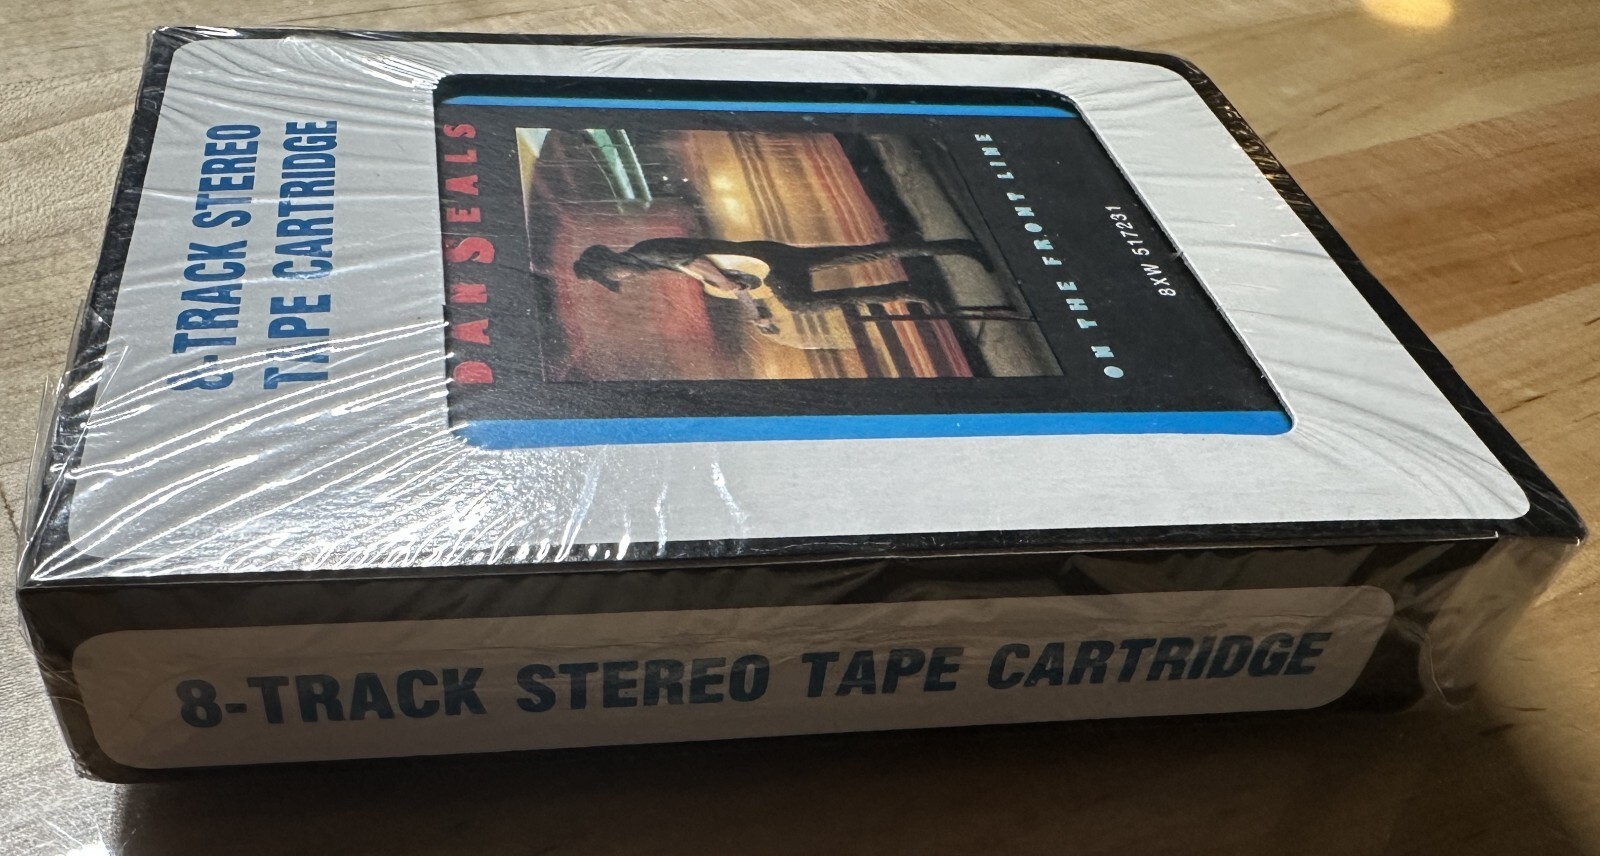 8-TRACK STEREO
TAPE CARTRIDGE
DAN SEALS
ON THE FRONT LINE
8XW 517231
8-TRACK STEREO TAPE CARTRIDGE